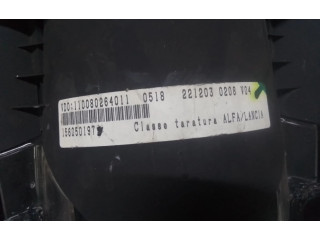 VDO:110080264011 0518 221203 0208 V04
156050197
Classe taratura ALFA/LANCIA